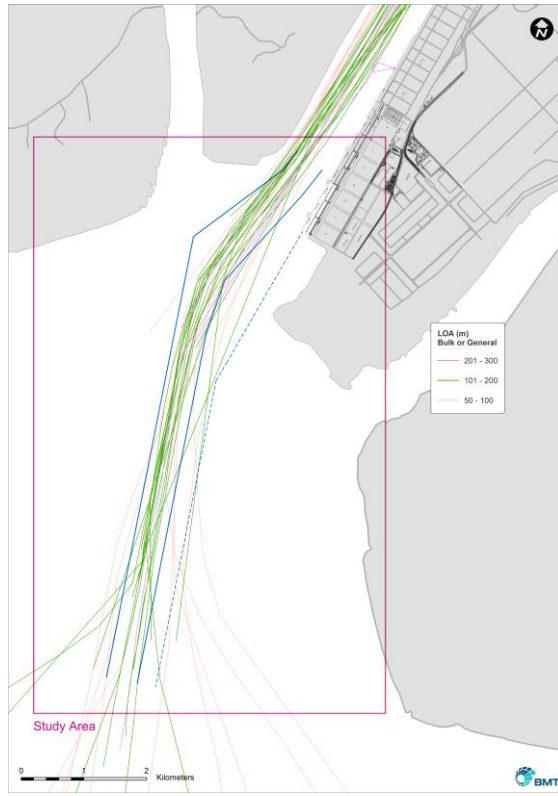 N
LOA (m)
Bulk or General
201 - 300
101 - 200
50 - 100
Study Area
0 1 2
Kilometers
BMT